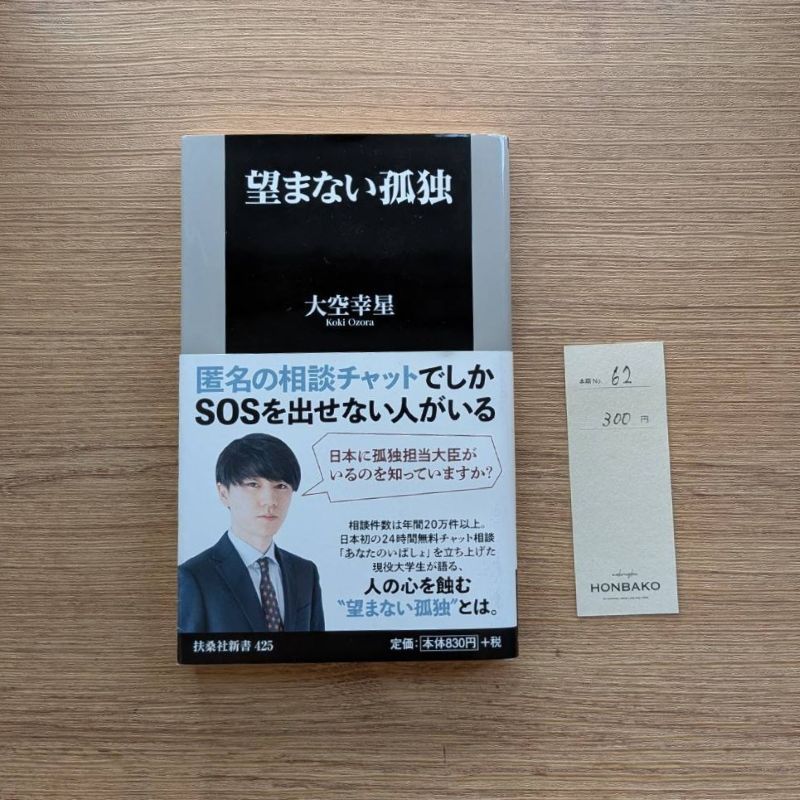 望まない孤独
大空幸星
Koki Ozora
匿名の相談チャットでしか
SOSを出せない人がいる
日本に孤独担当大臣が
いるのを知っていますか?
相談件数は年間20万件以上。
日本初の24時間無料チャット相談
「あなたのいばしょ」を立ち上げた
現役大学生が語る、
人の心を蝕む
“望まない孤独”とは。
扶桑社新書 425
定価：本体830円+税
本箱No. 62
300 円
HONBAKO